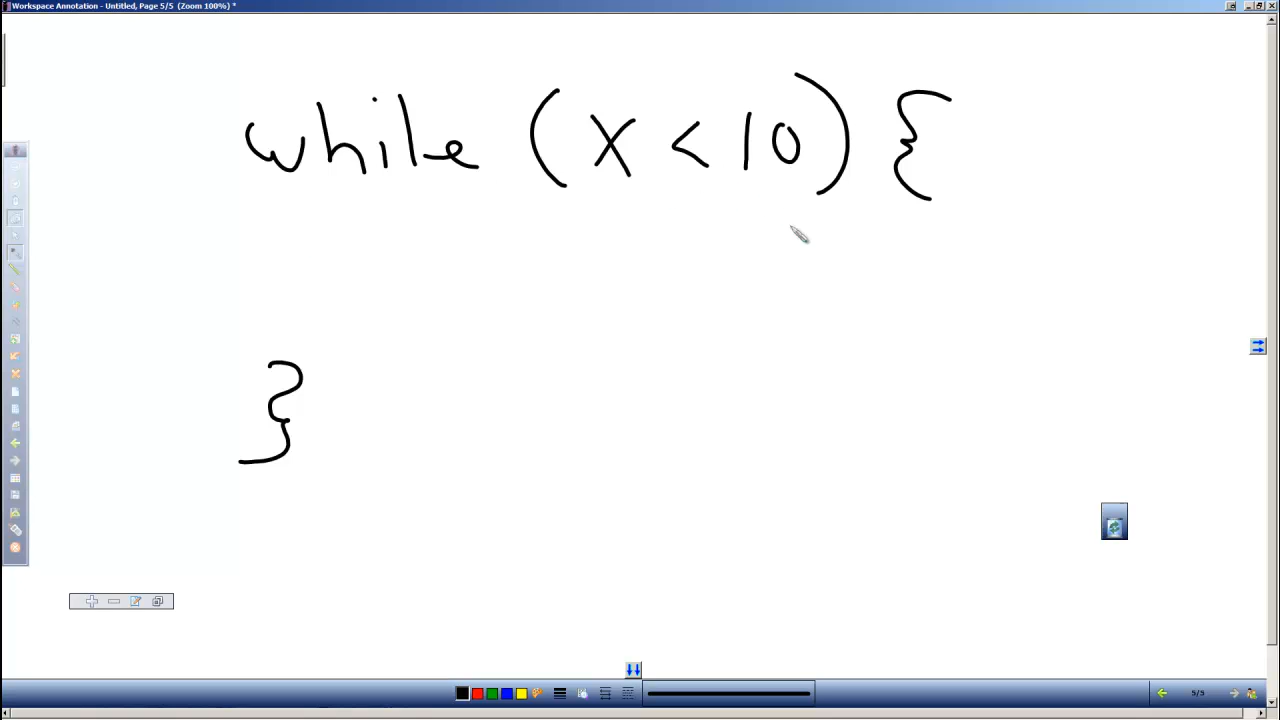 Workspace Annotation - Untitled, Page 5/5 (Zoom 100%) *
while (x < 10) {
}
5/5